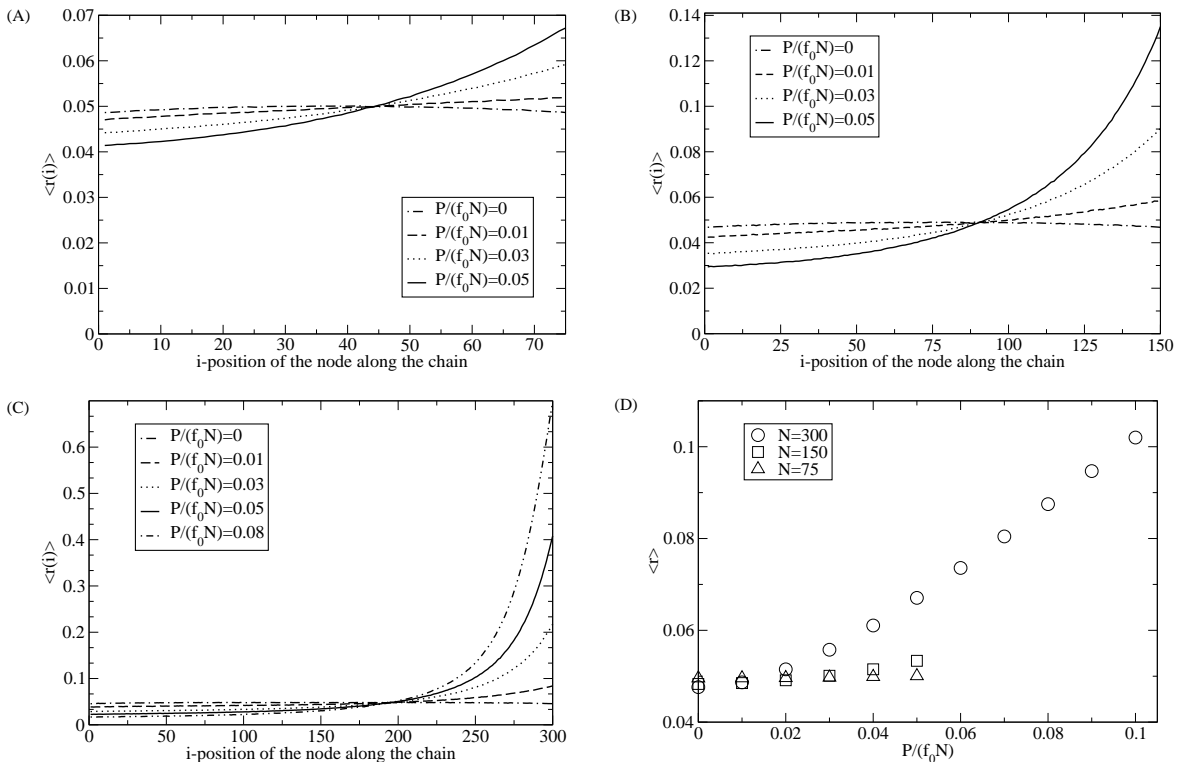 (A)
0.07
0.06
0.05
0.04
0.03
0.02
0.01
0
<r(i)>
P/(f₀N)=0
P/(f₀N)=0.01
P/(f₀N)=0.03
P/(f₀N)=0.05
0 10 20 30 40 50 60 70
i-position of the node along the chain
(B)
0.14
0.12
0.1
0.08
0.06
0.04
0.02
0
<r(i)>
P/(f₀N)=0
P/(f₀N)=0.01
P/(f₀N)=0.03
P/(f₀N)=0.05
0 25 50 75 100 125 150
i-position of the node along the chain
(C)
0.6
0.5
0.4
0.3
0.2
0.1
0
<r(i)>
P/(f₀N)=0
P/(f₀N)=0.01
P/(f₀N)=0.03
P/(f₀N)=0.05
P/(f₀N)=0.08
0 50 100 150 200 250 300
i-position of the node along the chain
(D)
0.1
0.08
0.06
0.04
<r>
N=300
N=150
N=75
0 0.02 0.04 0.06 0.08 0.1
P/(f₀N)